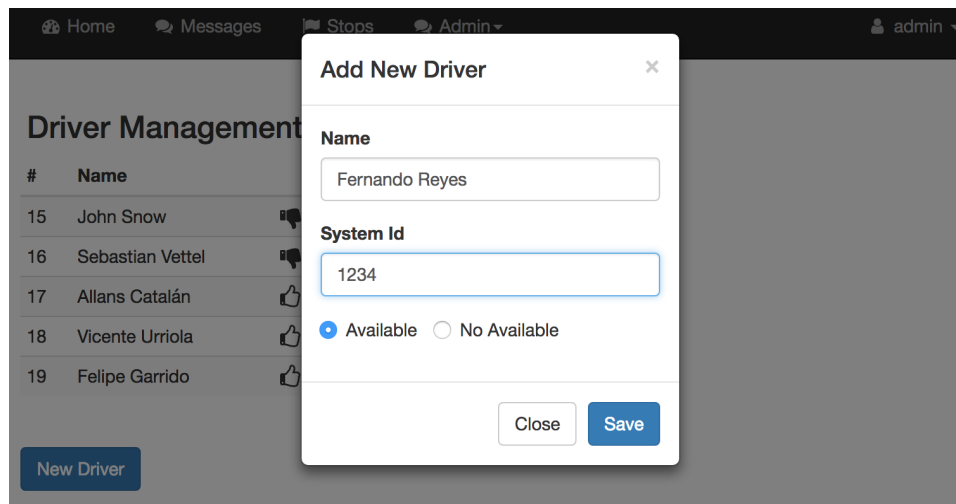 Home Messages Stops Admin admin
Add New Driver ×
Driver Management
Name
# Name
Fernando Reyes
15 John Snow
System Id
16 Sebastian Vettel
1234
17 Allans Catalán
18 Vicente Urriola
Available No Available
19 Felipe Garrido
Close Save
New Driver